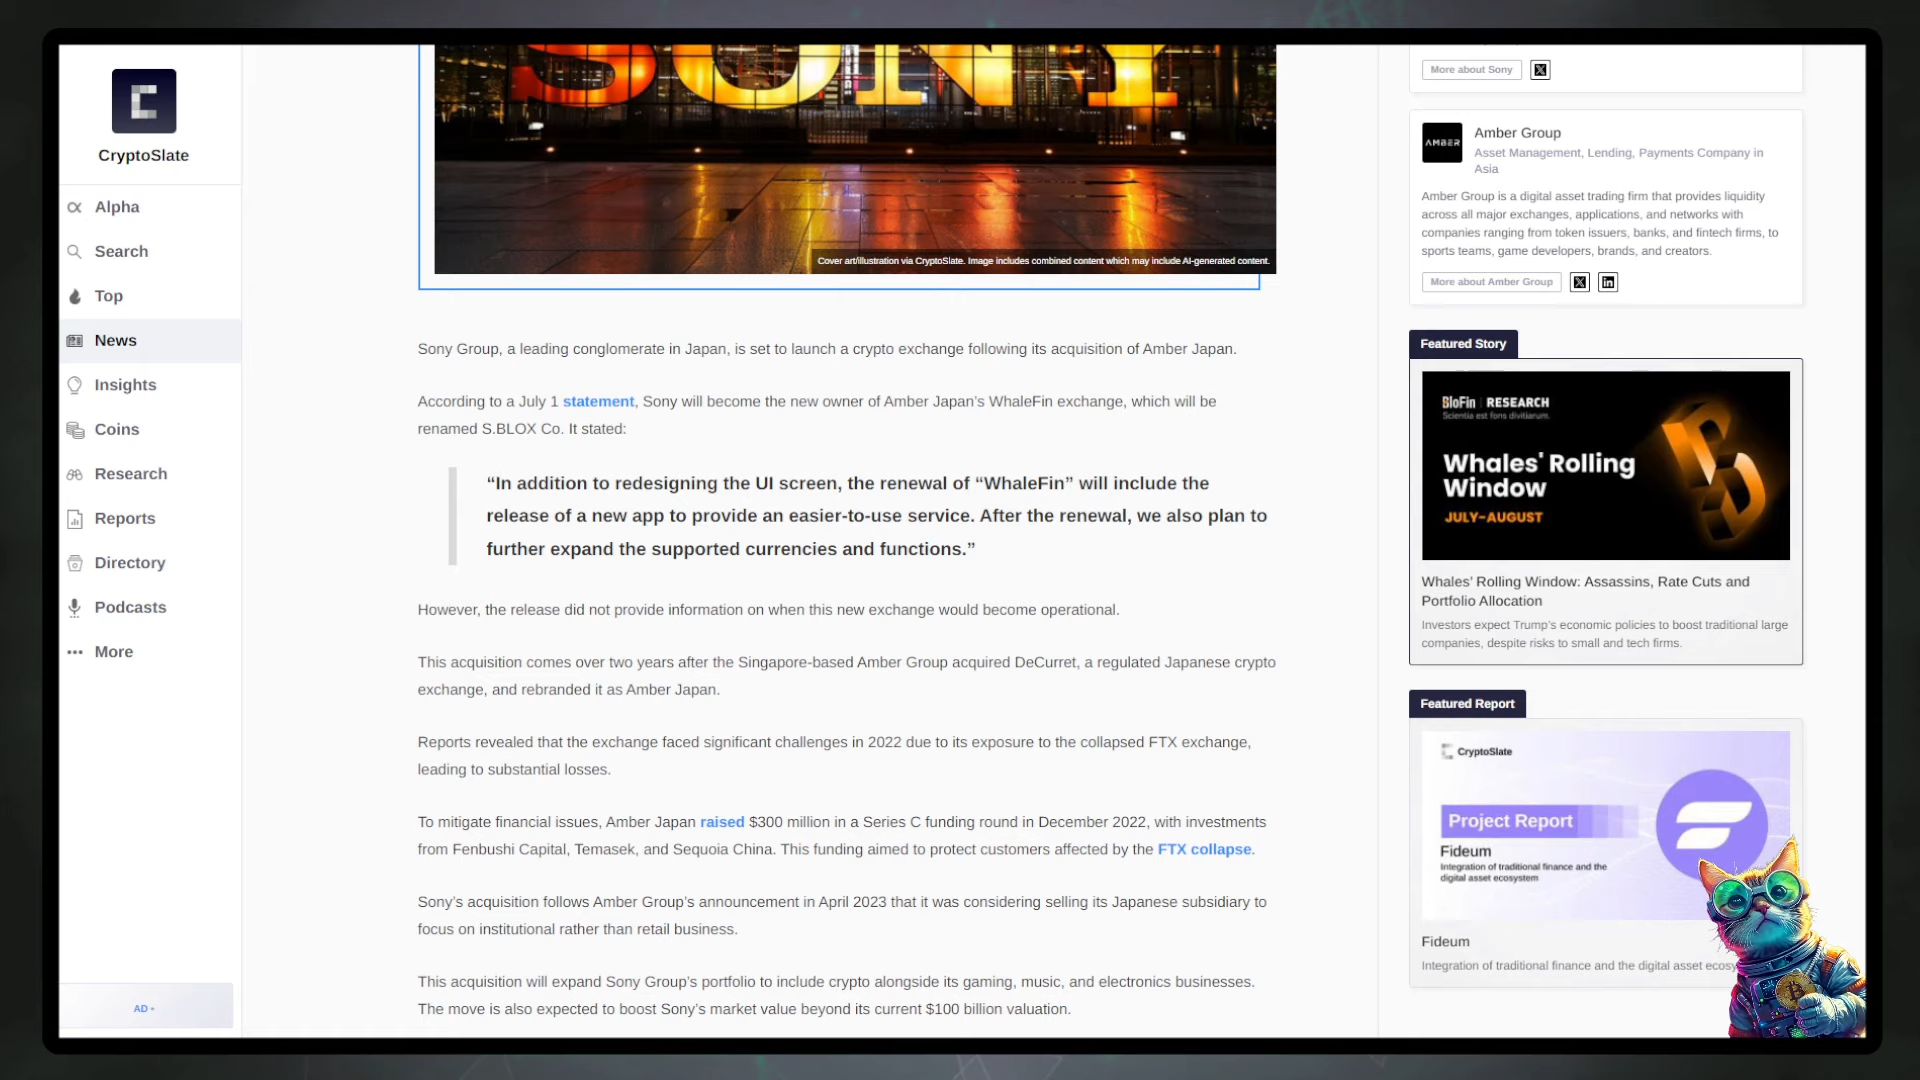 CryptoSlate
Alpha
Search
Top
News
Insights
Coins
Research
Reports
Directory
Podcasts
More
AD
SONY
Cover art/illustration via CryptoSlate. Image includes combined content which may include AI-generated content.
Sony Group, a leading conglomerate in Japan, is set to launch a crypto exchange following its acquisition of Amber Japan.
According to a July 1 statement, Sony will become the new owner of Amber Japan’s WhaleFin exchange, which will be
renamed S.BLOX Co. It stated:
“In addition to redesigning the UI screen, the renewal of “WhaleFin” will include the
release of a new app to provide an easier-to-use service. After the renewal, we also plan to
further expand the supported currencies and functions.”
However, the release did not provide information on when this new exchange would become operational.
This acquisition comes over two years after the Singapore-based Amber Group acquired DeCurret, a regulated Japanese crypto
exchange, and rebranded it as Amber Japan.
Reports revealed that the exchange faced significant challenges in 2022 due to its exposure to the collapsed FTX exchange,
leading to substantial losses.
To mitigate financial issues, Amber Japan raised $300 million in a Series C funding round in December 2022, with investments
from Fenbushi Capital, Temasek, and Sequoia China. This funding aimed to protect customers affected by the FTX collapse.
Sony’s acquisition follows Amber Group’s announcement in April 2023 that it was considering selling its Japanese subsidiary to
focus on institutional rather than retail business.
This acquisition will expand Sony Group’s portfolio to include crypto alongside its gaming, music, and electronics businesses.
The move is also expected to boost Sony’s market value beyond its current $100 billion valuation.
More about Sony
AMBER
Amber Group
Asset Management, Lending, Payments Company in
Asia
Amber Group is a digital asset trading firm that provides liquidity
across all major exchanges, applications, and networks with
companies ranging from token issuers, banks, and fintech firms, to
sports teams, game developers, brands, and creators.
More about Amber Group
Featured Story
BloFin RESEARCH
Scientia est fons divitiarum.
Whales' Rolling
Window
JULY-AUGUST
Whales’ Rolling Window: Assassins, Rate Cuts and
Portfolio Allocation
Investors expect Trump’s economic policies to boost traditional large
companies, despite risks to small and tech firms.
Featured Report
CryptoSlate
Project Report
Fideum
Integration of traditional finance and the
digital asset ecosystem
Fideum
Integration of traditional finance and the digital asset